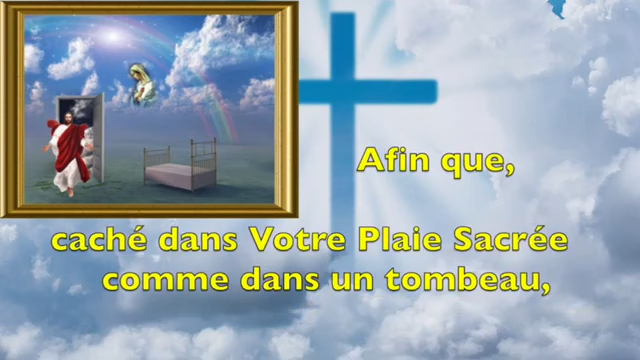 Afin que,
caché dans Votre Plaie Sacrée
comme dans un tombeau,